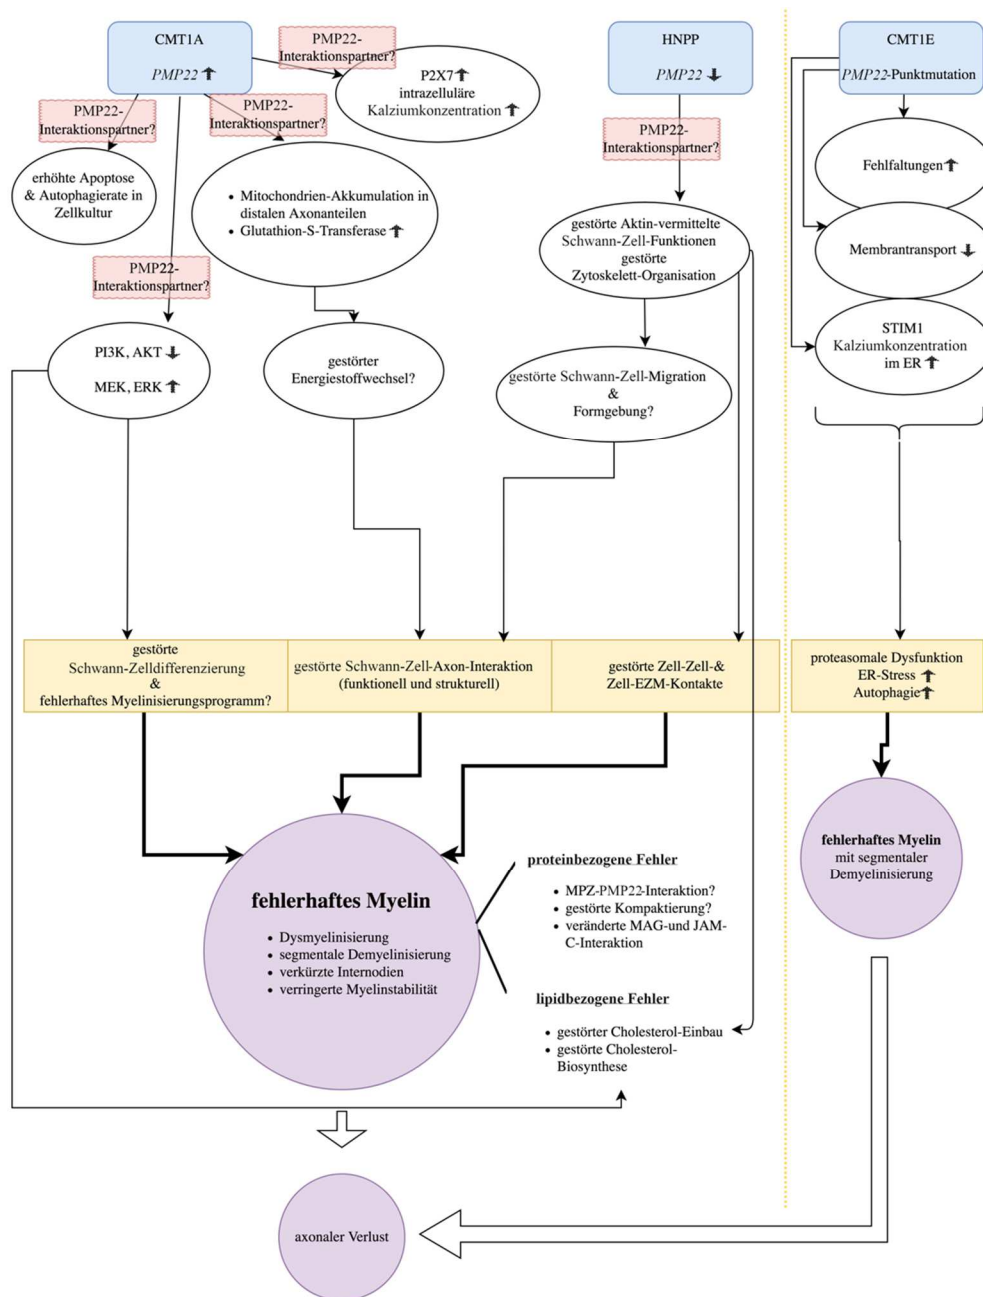 CMT1A
PMP22 🠅
PMP22-
Interaktionspartner?
P2X7 🠅
intrazelluläre
Kalziumkonzentration 🠅
PMP22-
Interaktionspartner?
PMP22-
Interaktionspartner?
erhöhte Apoptose
& Autophagierate in
Zellkultur
• Mitochondrien-Akkumulation in
distalen Axonanteilen
• Glutathion-S-Transferase 🠅
PMP22-
Interaktionspartner?
PI3K, AKT 🠇
MEK, ERK 🠅
gestörter
Energiestoffwechsel?
HNPP
PMP22 🠇
PMP22-
Interaktionspartner?
gestörte Aktin-vermittelte
Schwann-Zell-Funktionen
gestörte
Zytoskelett-Organisation
gestörte Schwann-Zell-Migration
&
Formgebung?
CMT1E
PMP22-Punktmutation
Fehlfaltungen 🠅
Membrantransport 🠇
STIM1
Kalziumkonzentration
im ER 🠅
gestörte
Schwann-Zelldifferenzierung
&
fehlerhaftes Myelinisierungsprogramm?
gestörte Schwann-Zell-Axon-Interaktion
(funktionell und strukturell)
gestörte Zell-Zell-&
Zell-EZM-Kontakte
proteasomale Dysfunktion
ER-Stress 🠅
Autophagie 🠅
fehlerhaftes Myelin
• Dysmyelinisierung
• segmentale Demyelinisierung
• verkürzte Internodien
• verringerte Myelinstabilität
proteinbezogene Fehler
• MPZ-PMP22-Interaktion?
• gestörte Kompaktierung?
• veränderte MAG-und JAM-
C-Interaktion
lipidbezogene Fehler
• gestörter Cholesterol-Einbau
• gestörte Cholesterol-
Biosynthese
fehlerhaftes Myelin
mit segmentaler
Demyelinisierung
axonaler Verlust